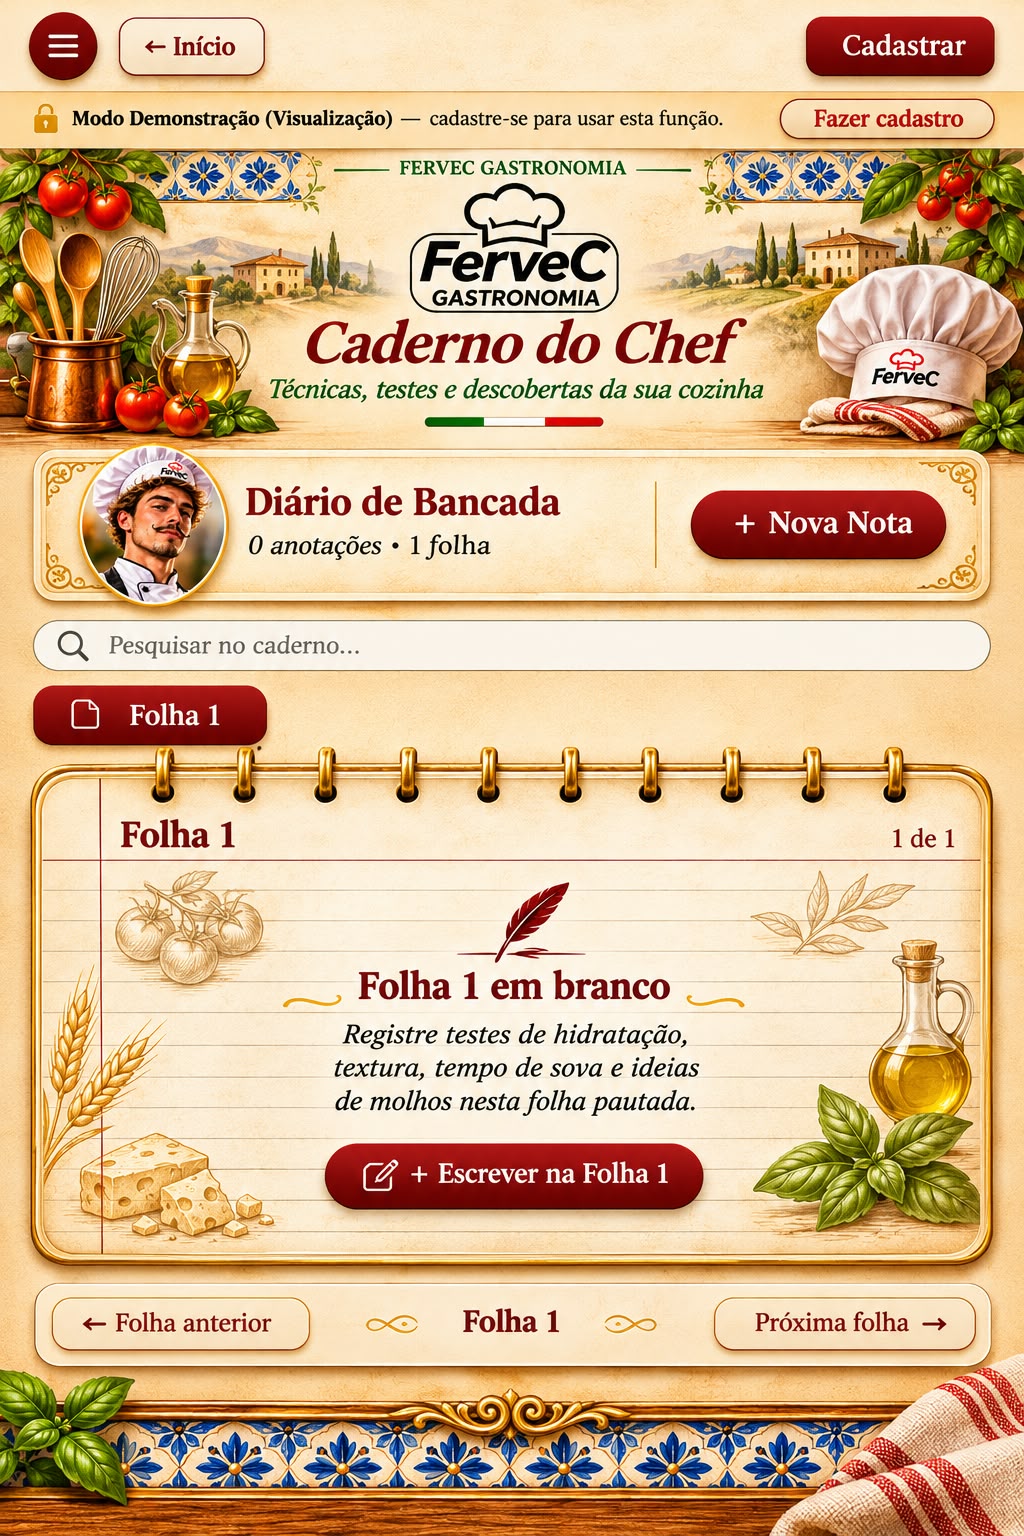 ← Início
Cadastrar
Modo Demonstração (Visualização) — cadastre-se para usar esta função.
Fazer cadastro
FERVEC GASTRONOMIA
FerveC
GASTRONOMIA
Caderno do Chef
Técnicas, testes e descobertas da sua cozinha
FerveC
FerveC
Diário de Bancada
0 anotações • 1 folha
+ Nova Nota
Pesquisar no caderno...
Folha 1
Folha 1
1 de 1
Folha 1 em branco
Registre testes de hidratação,
textura, tempo de sova e ideias
de molhos nesta folha pautada.
+ Escrever na Folha 1
← Folha anterior
Folha 1
Próxima folha →